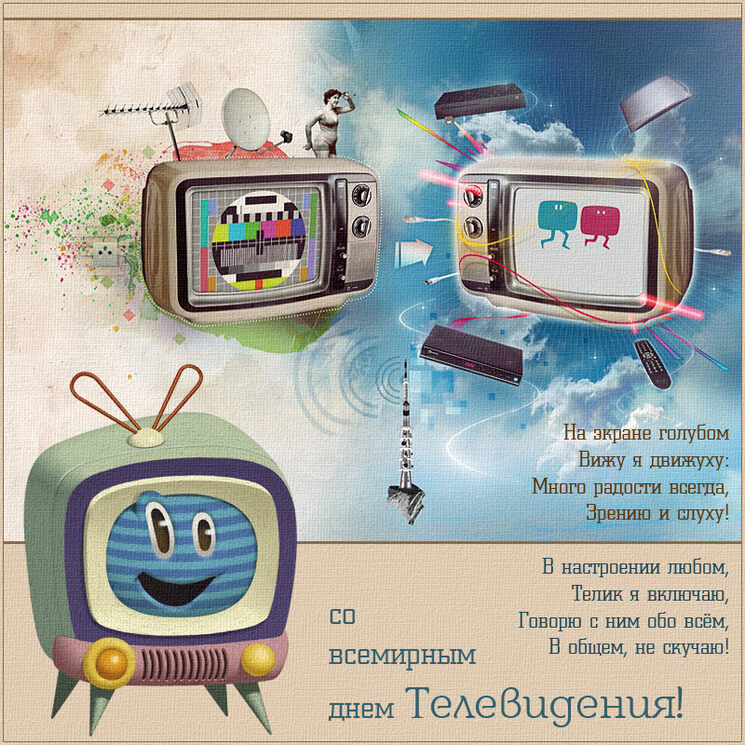 На экране голубом
Вижу я движуху:
Много радости всегда,
Зрению и слуху!
В настроении любом,
Телик я включаю,
Говорю с ним обо всём,
В общем, не скучаю!
со
всемирным
днем Телевидения!